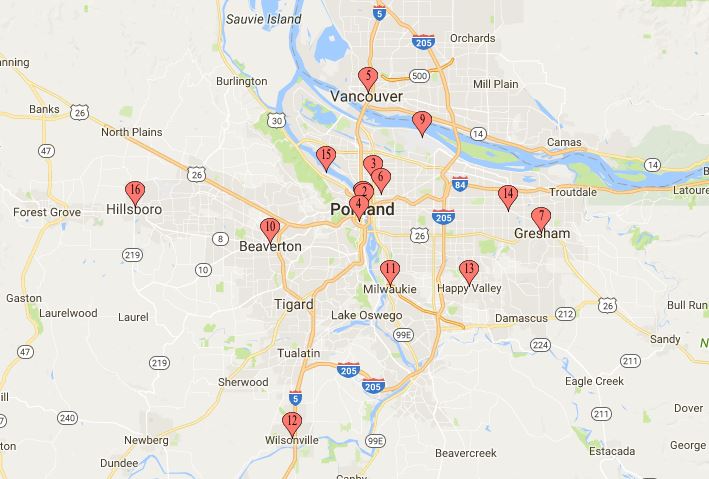 Sauvie Island
5
205
Orchards
anning
Burlington
5
500
Mill Plain
Vancouver
Banks
26
30
9
North Plains
14
Camas
47
15
3
14
26
6
84
Latoure
16
2
14
Troutdale
Forest Grove
Hillsboro
4
Portland
205
7
8
10
26
Gresham
219
Beaverton
10
11
13
Milwaukie
Happy Valley
Gaston
Tigard
26
Bull Run
Laurelwood
Laurel
Lake Oswego
Damascus
212
99E
Sandy
47
Tualatin
224
219
205
Sherwood
205
Eagle Creek
5
211
Dover
240
12
Newberg
Wilsonville
99E
George
Dundee
Beavercreek
Estacada